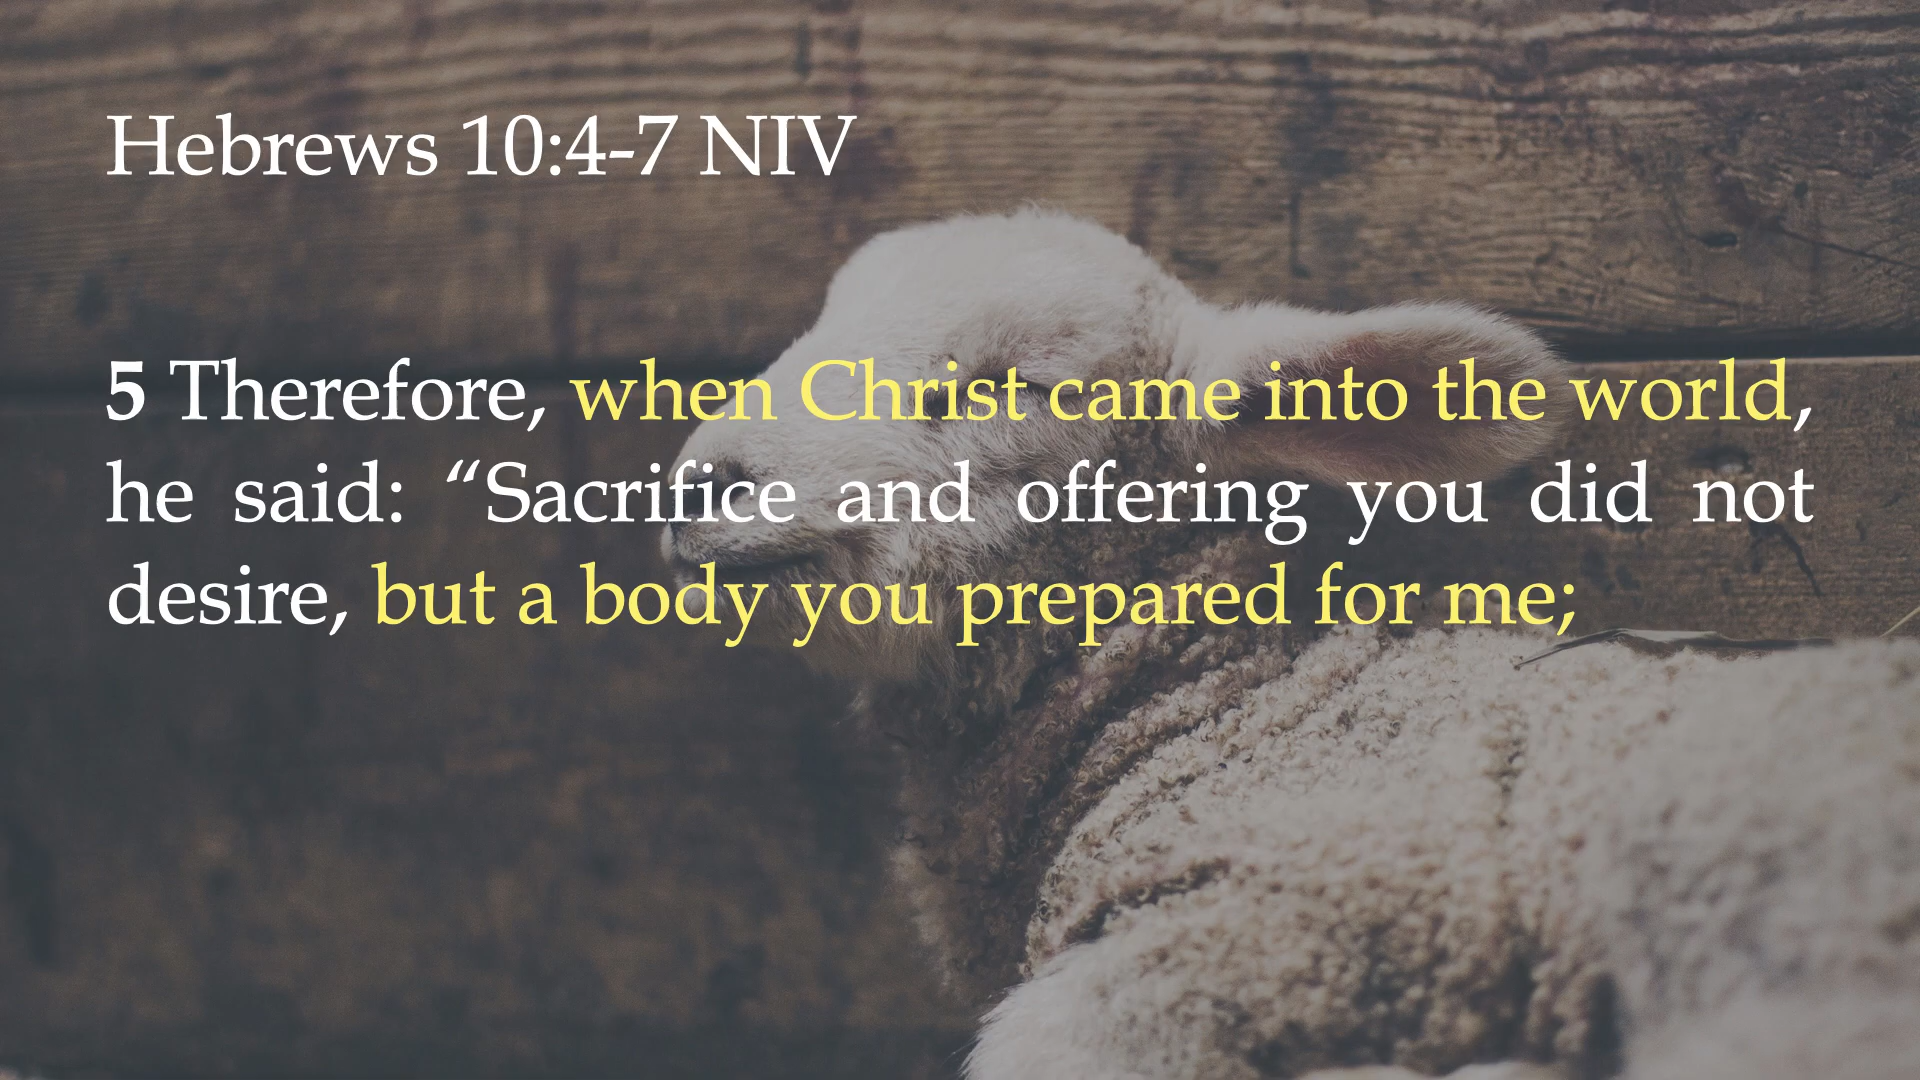 Hebrews 10:4-7 NIV
5 Therefore, when Christ came into the world,
he said: “Sacrifice and offering you did not
desire, but a body you prepared for me;